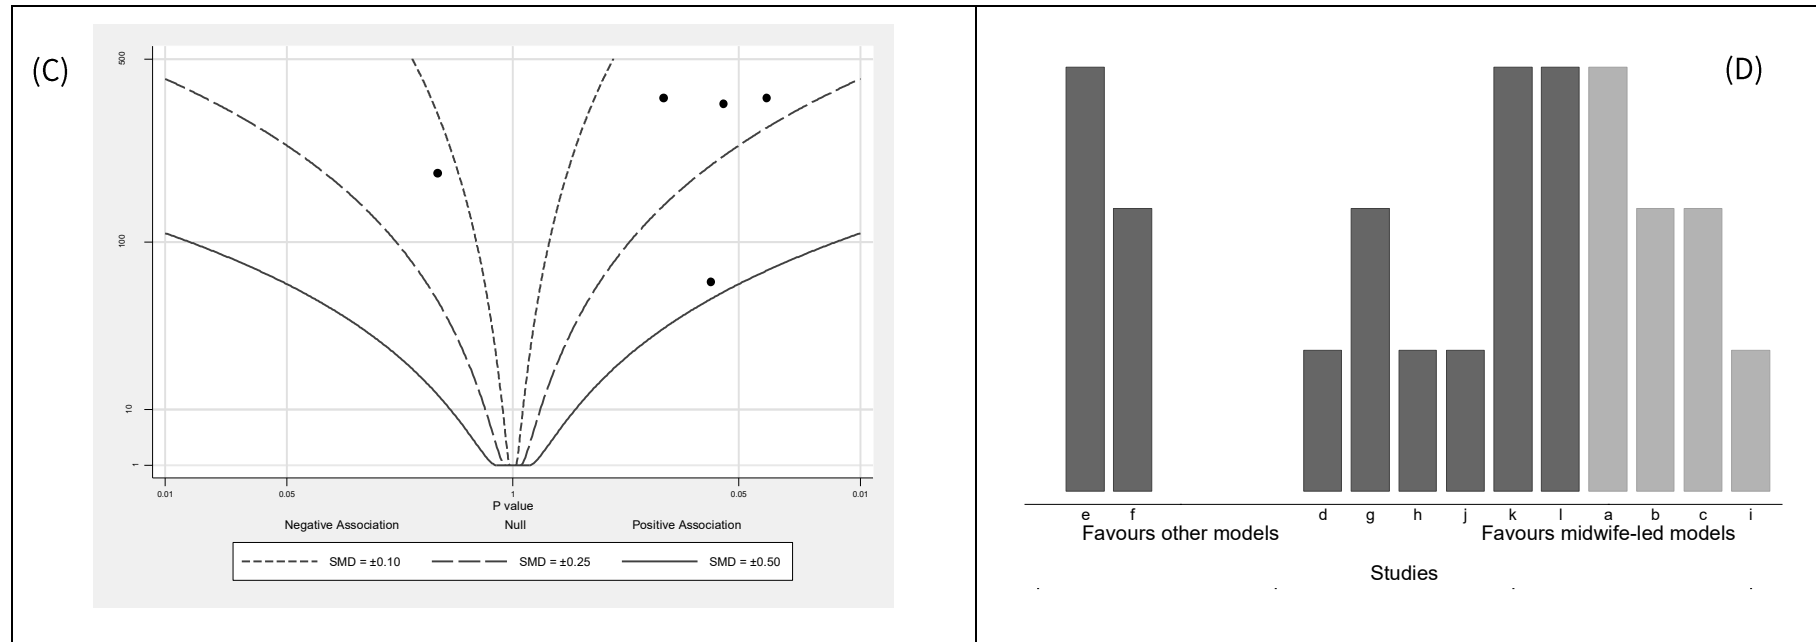 (C)
500
100
10
1
0.01 0.05 1 0.05 0.01
P value
Negative Association Null Positive Association
SMD = ±0.10 SMD = ±0.25 SMD = ±0.50
(D)
e f d g h j k l a b c i
Favours other models Favours midwife-led models
Studies